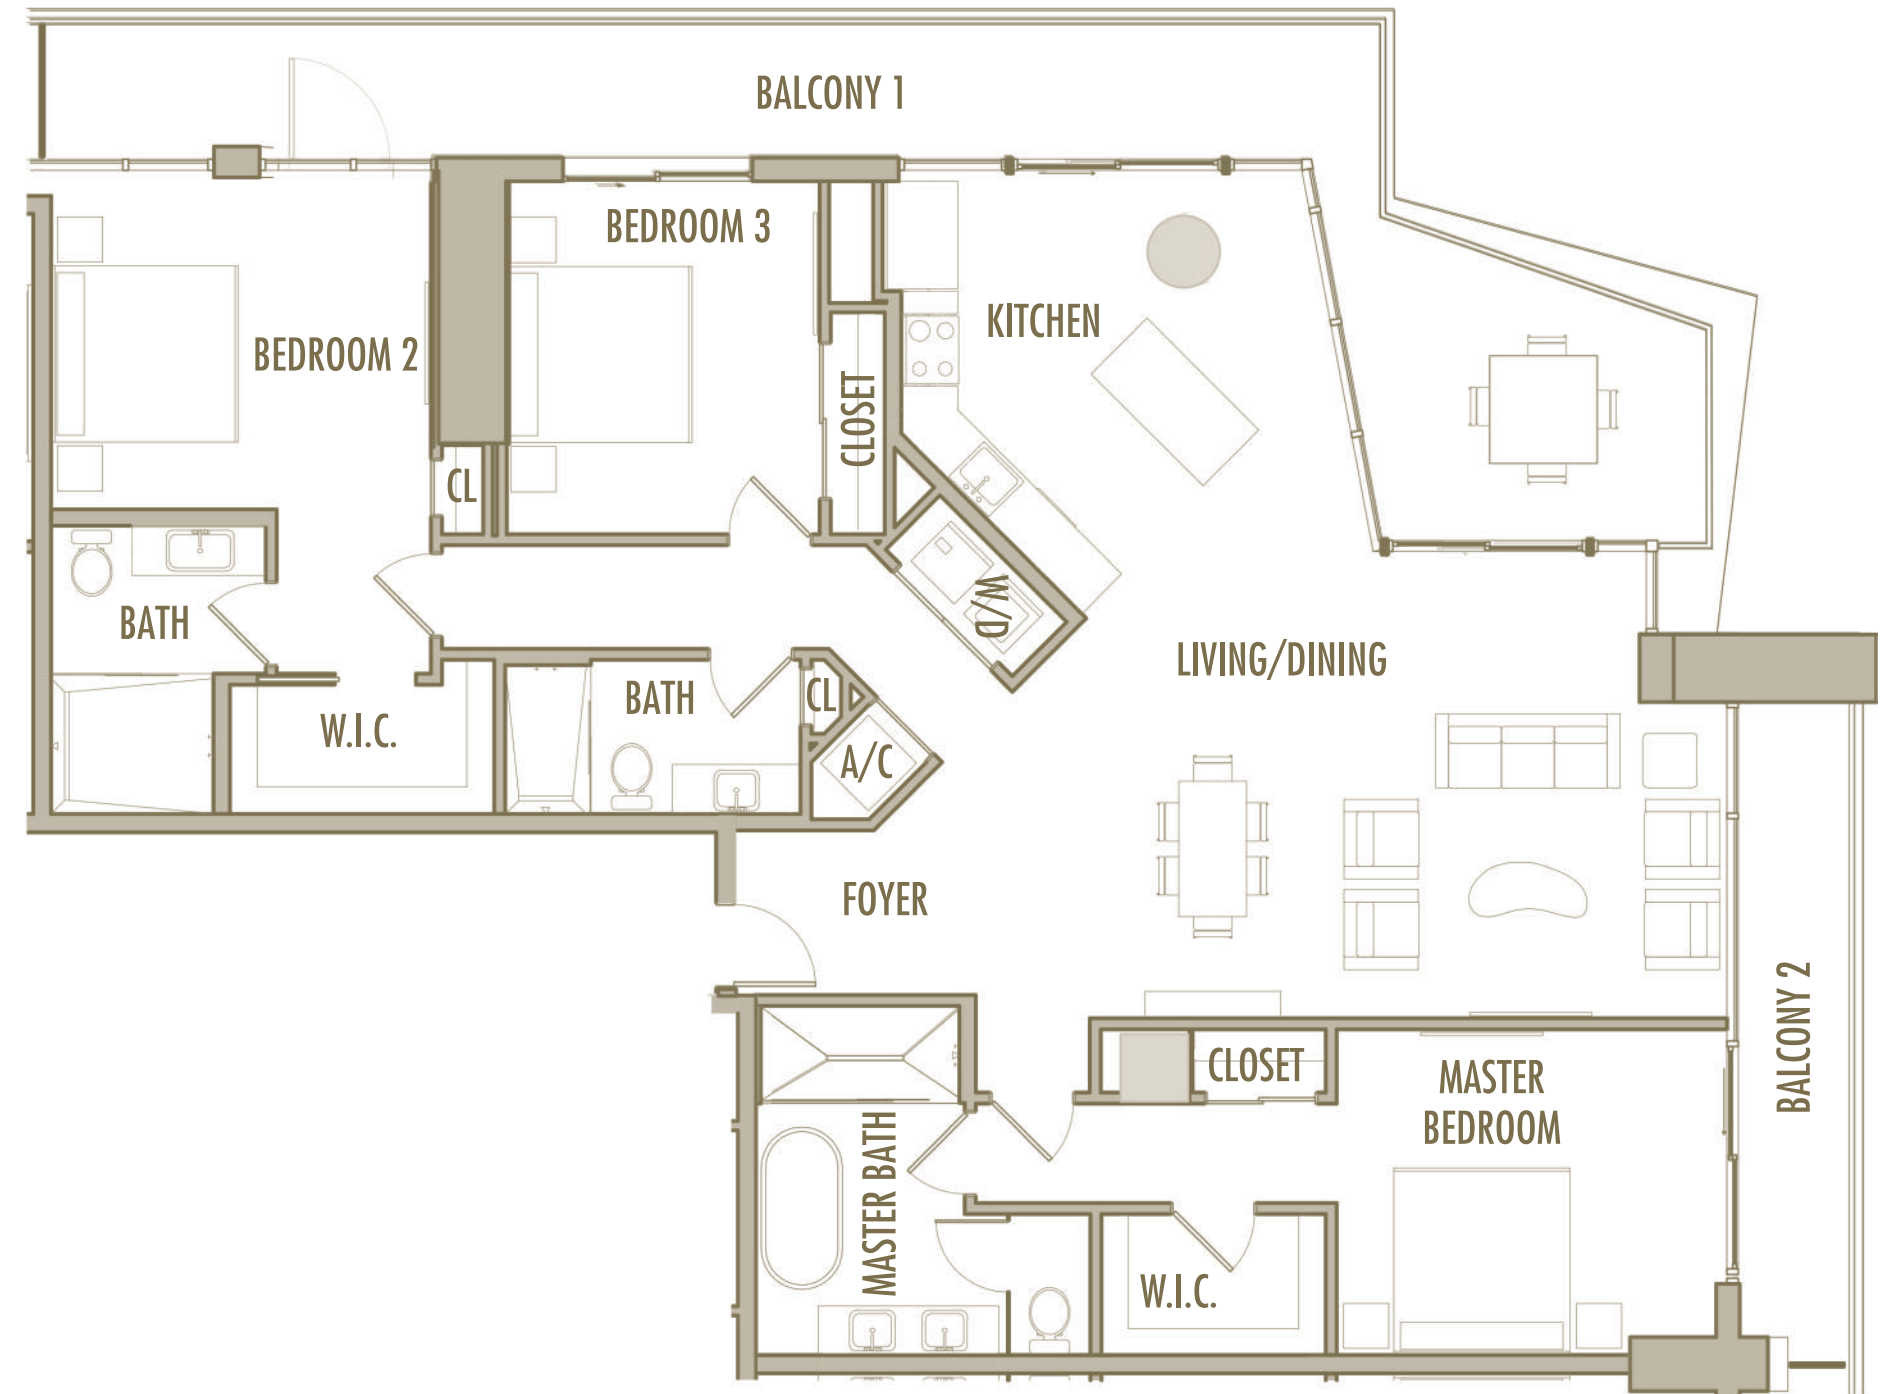 BALCONY 1
BEDROOM 3
BEDROOM 2
KITCHEN
CLOSET
CL
W/D
BATH
LIVING/DINING
BATH
CL
W.I.C.
A/C
FOYER
BALCONY 2
CLOSET
MASTER
BEDROOM
MASTER BATH
W.I.C.